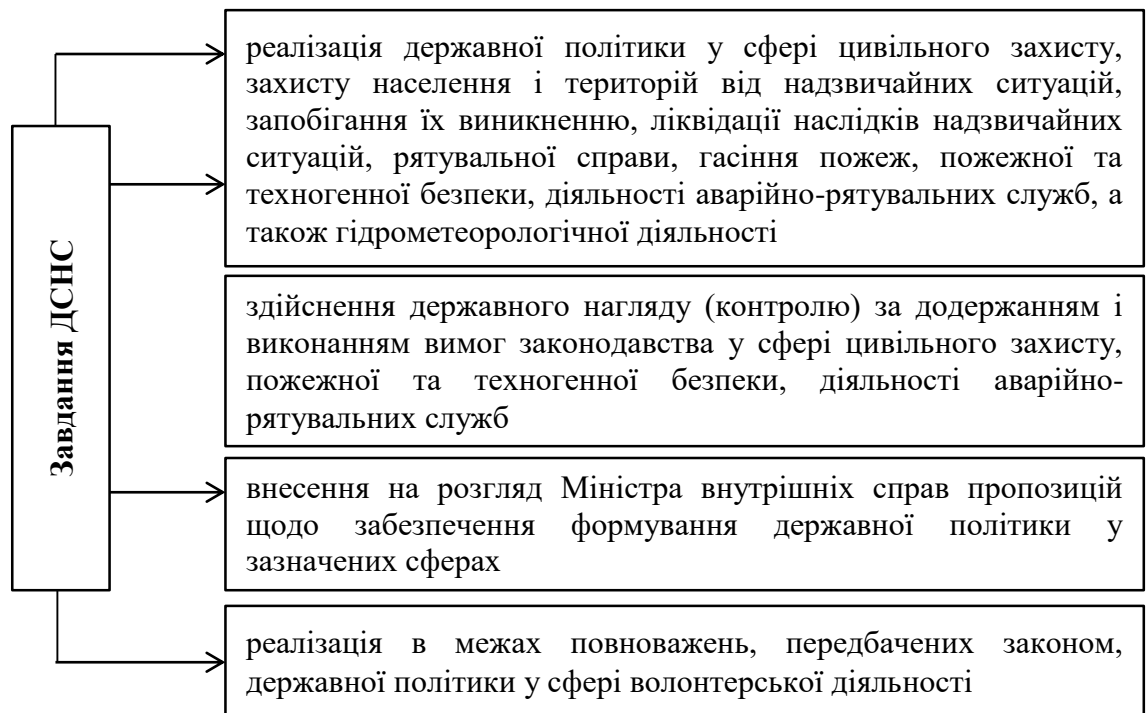 Завдання ДСНС
реалізація державної політики у сфері цивільного захисту,
захисту населення і територій від надзвичайних ситуацій,
запобігання їх виникненню, ліквідації наслідків надзвичайних
ситуацій, рятувальної справи, гасіння пожеж, пожежної та
техногенної безпеки, діяльності аварійно-рятувальних служб, а
також гідрометеорологічної діяльності
здійснення державного нагляду (контролю) за додержанням і
виконанням вимог законодавства у сфері цивільного захисту,
пожежної та техногенної безпеки, діяльності аварійно-
рятувальних служб
внесення на розгляд Міністра внутрішніх справ пропозицій
щодо забезпечення формування державної політики у
зазначених сферах
реалізація в межах повноважень, передбачених законом,
державної політики у сфері волонтерської діяльності